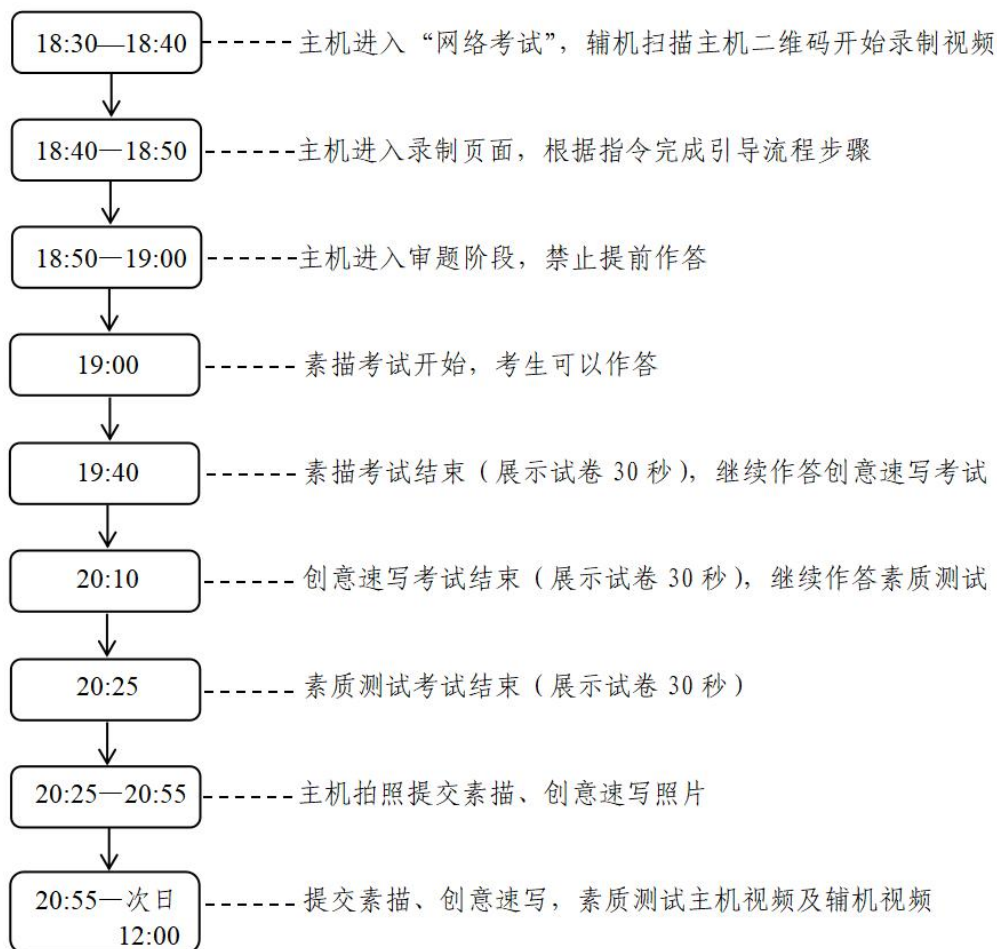 18:30—18:40 主机进入“网络考试”，辅机扫描主机二维码开始录制视频
18:40—18:50 主机进入录制页面，根据指令完成引导流程步骤
18:50—19:00 主机进入审题阶段，禁止提前作答
19:00 素描考试开始，考生可以作答
19:40 素描考试结束（展示试卷 30 秒），继续作答创意速写考试
20:10 创意速写考试结束（展示试卷 30 秒），继续作答素质测试
20:25 素质测试考试结束（展示试卷 30 秒）
20:25—20:55 主机拍照提交素描、创意速写照片
20:55—次日 提交素描、创意速写，素质测试主机视频及辅机视频
12:00